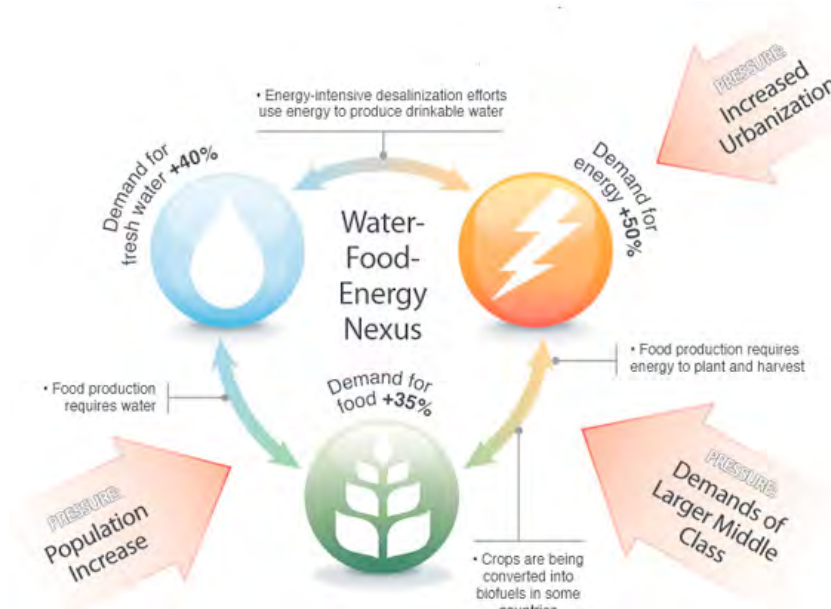 • Energy-intensive desalinization efforts
use energy to produce drinkable water
PRESSURE:
Increased
Urbanization
Demand for
fresh water +40%
Demand for
energy +50%
Water-
Food-
Energy
Nexus
• Food production
requires water
Demand for
food +35%
• Food production requires
energy to plant and harvest
PRESSURE:
Population
Increase
PRESSURE:
Demands of
Larger Middle
Class
• Crops are being
converted into
biofuels in some